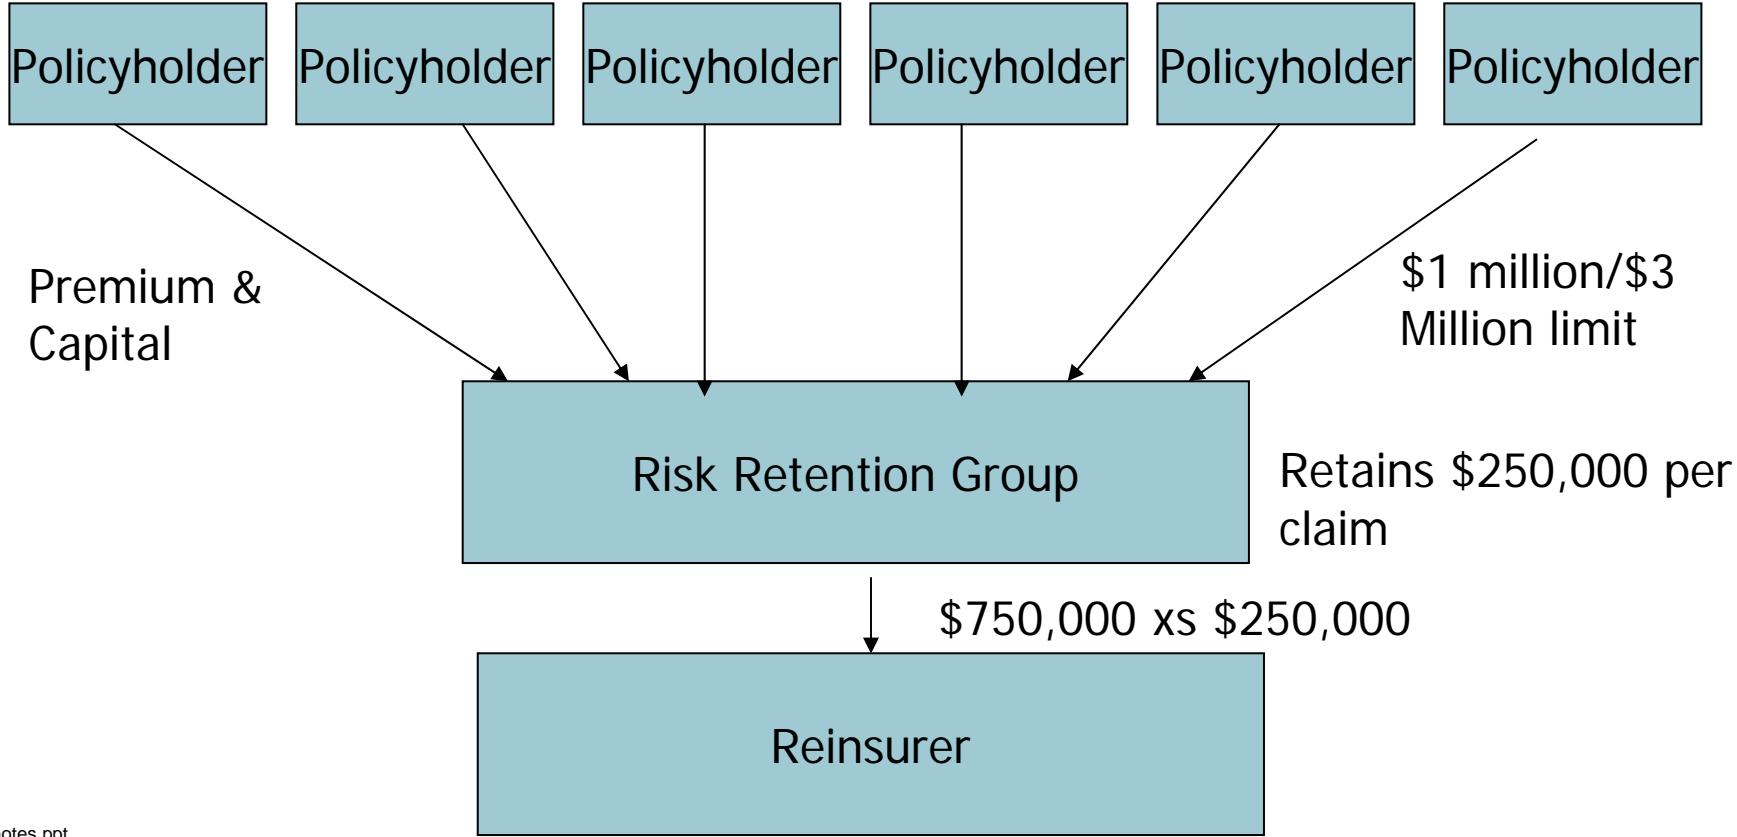 Policyholder
Policyholder
Policyholder
Policyholder
Policyholder
Policyholder
Premium &
Capital
$1 million/$3
Million limit
Risk Retention Group
Retains $250,000 per
claim
$750,000 xs $250,000
Reinsurer